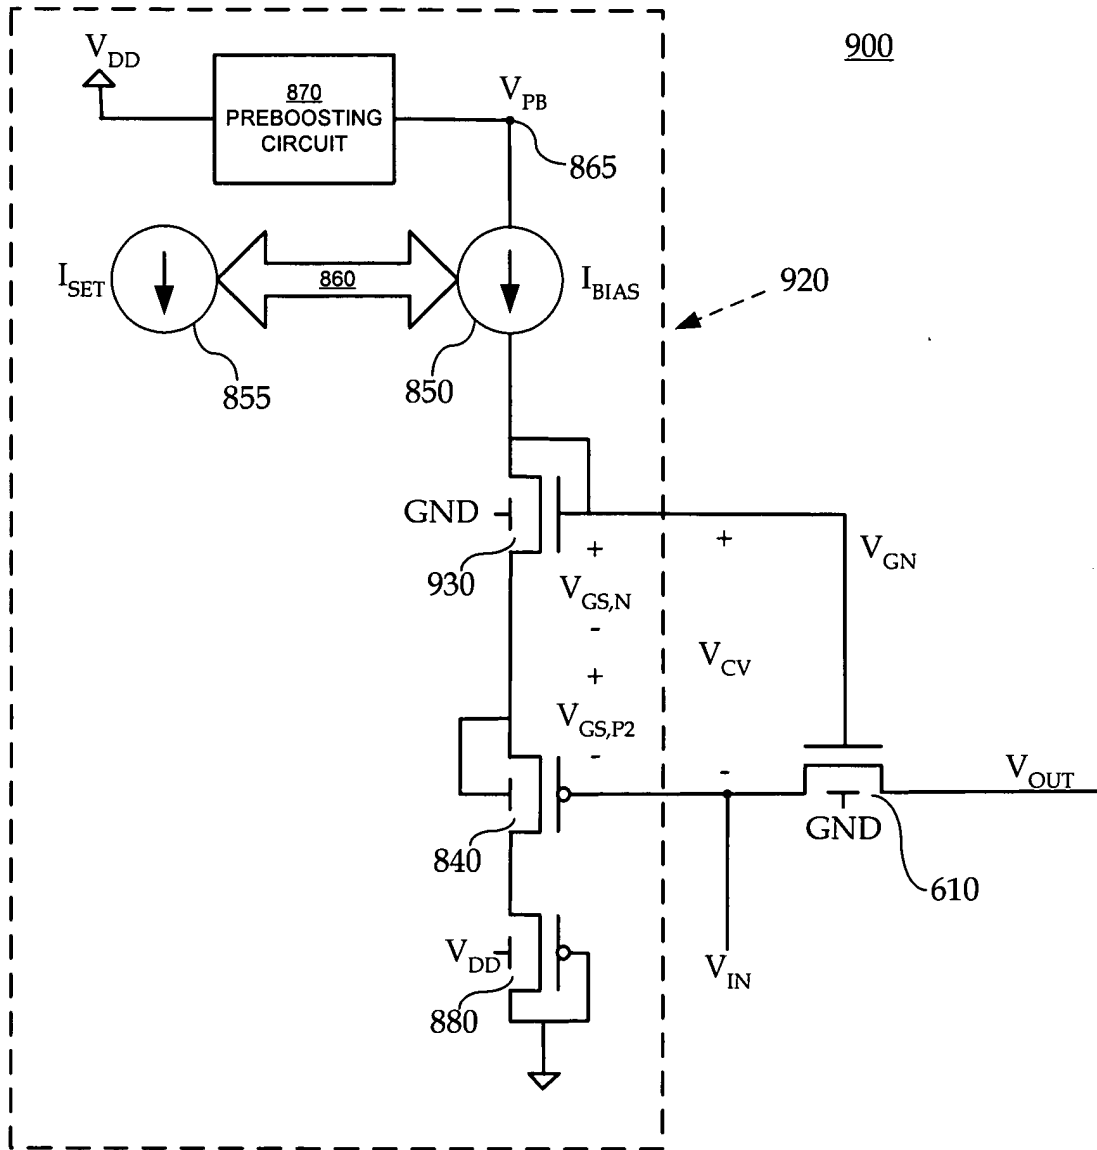 900
V_DD
870
PREBOOSTING
CIRCUIT
V_PB
865
I_SET
860
I_BIAS
920
855
850
GND
930
+
V_GS,N
-
+
V_GN
V_CV
+
V_GS,P2
-
-
V_OUT
GND
840
610
V_DD
V_IN
880